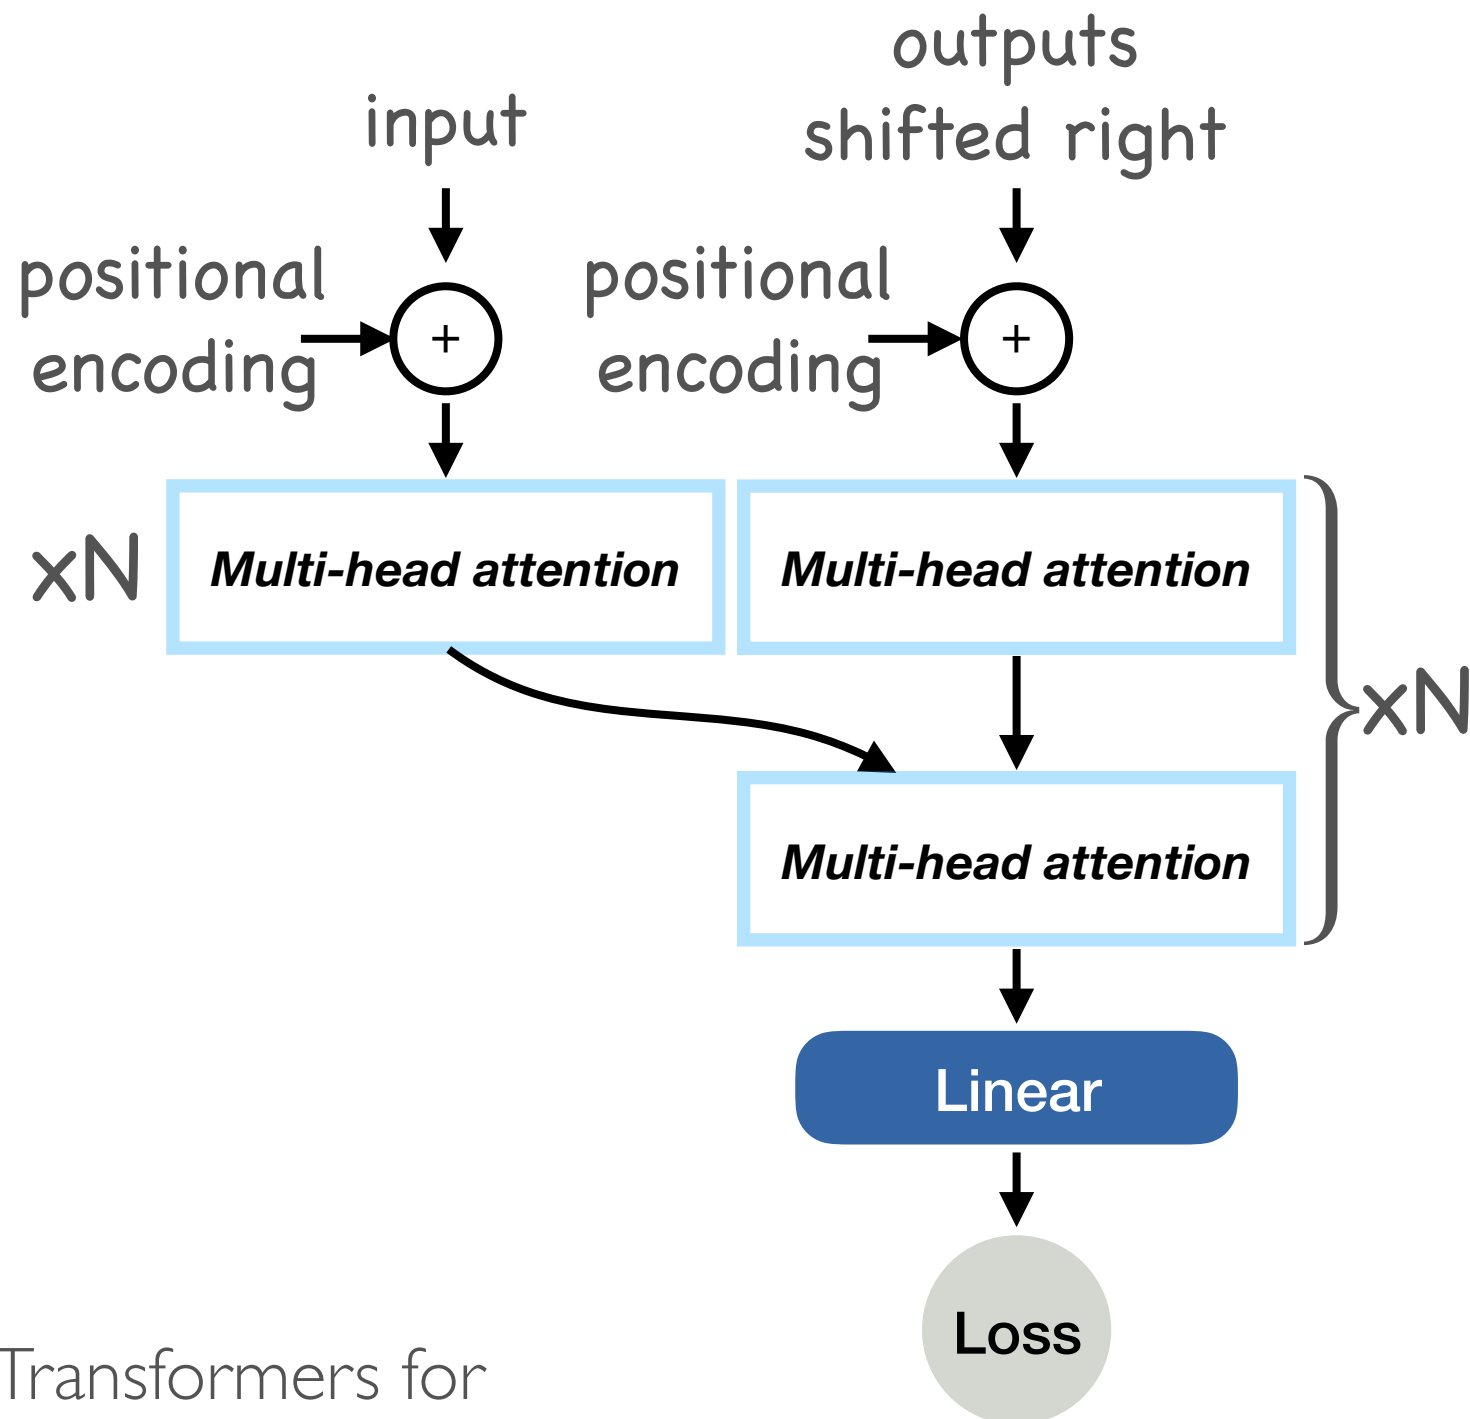 outputs
shifted right
input
positional
encoding
+
positional
encoding
+
xN
Multi-head attention
Multi-head attention
xN
Multi-head attention
Linear
Loss
Transformers for